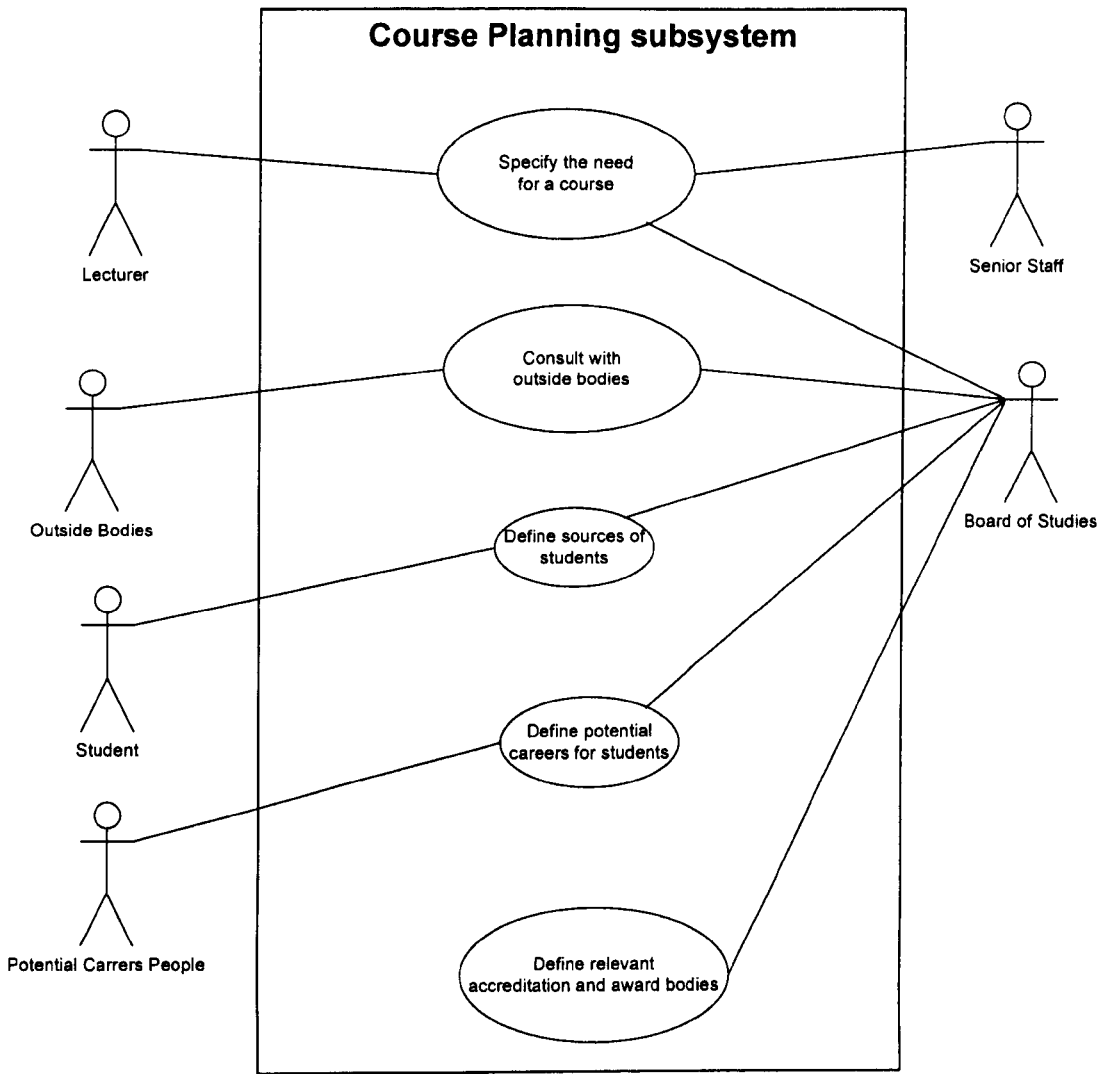 Course Planning subsystem
Specify the need
for a course
Lecturer
Senior Staff
Consult with
outside bodies
Outside Bodies
Board of Studies
Define sources of
students
Student
Define potential
careers for students
Potential Carrers People
Define relevant
accreditation and award bodies